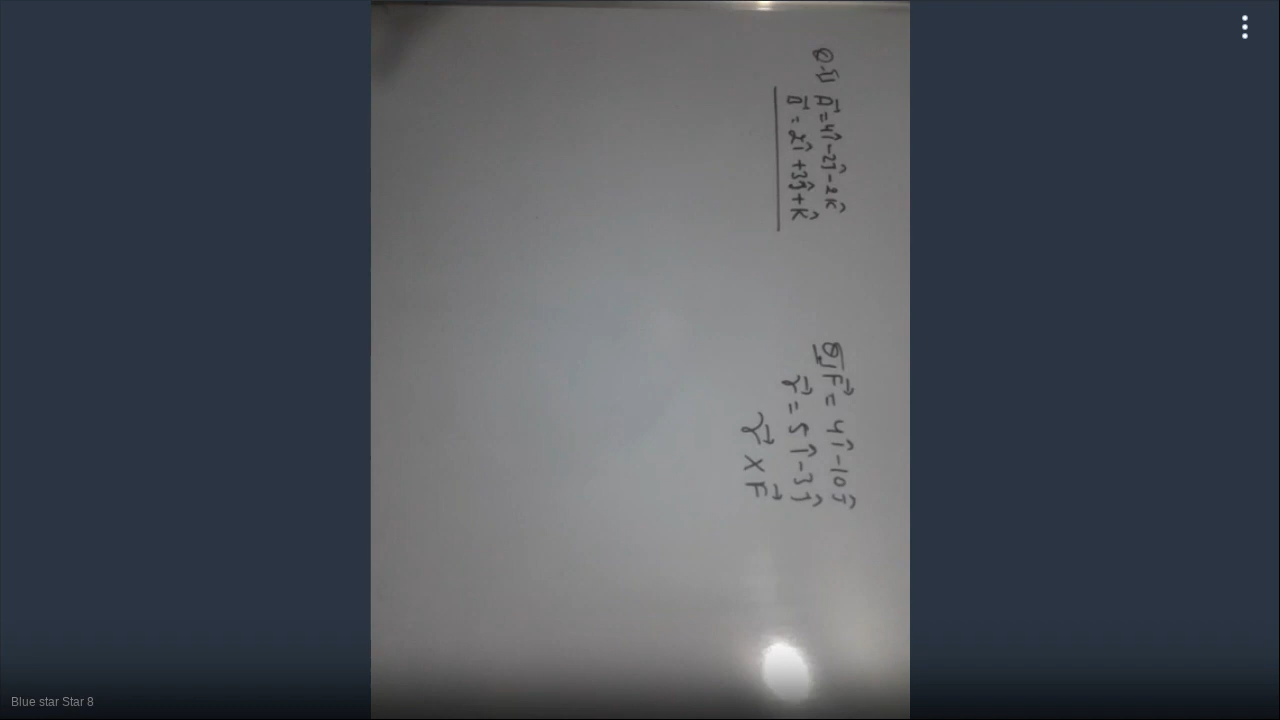 Q.1] A⃗ = 4î - 2ĵ - 2k̂
B⃗ = 2î + 3ĵ + k̂
Q] F⃗ = 4î - 10ĵ
r⃗ = 5î - 3ĵ
r⃗ × F⃗
Blue star Star 8